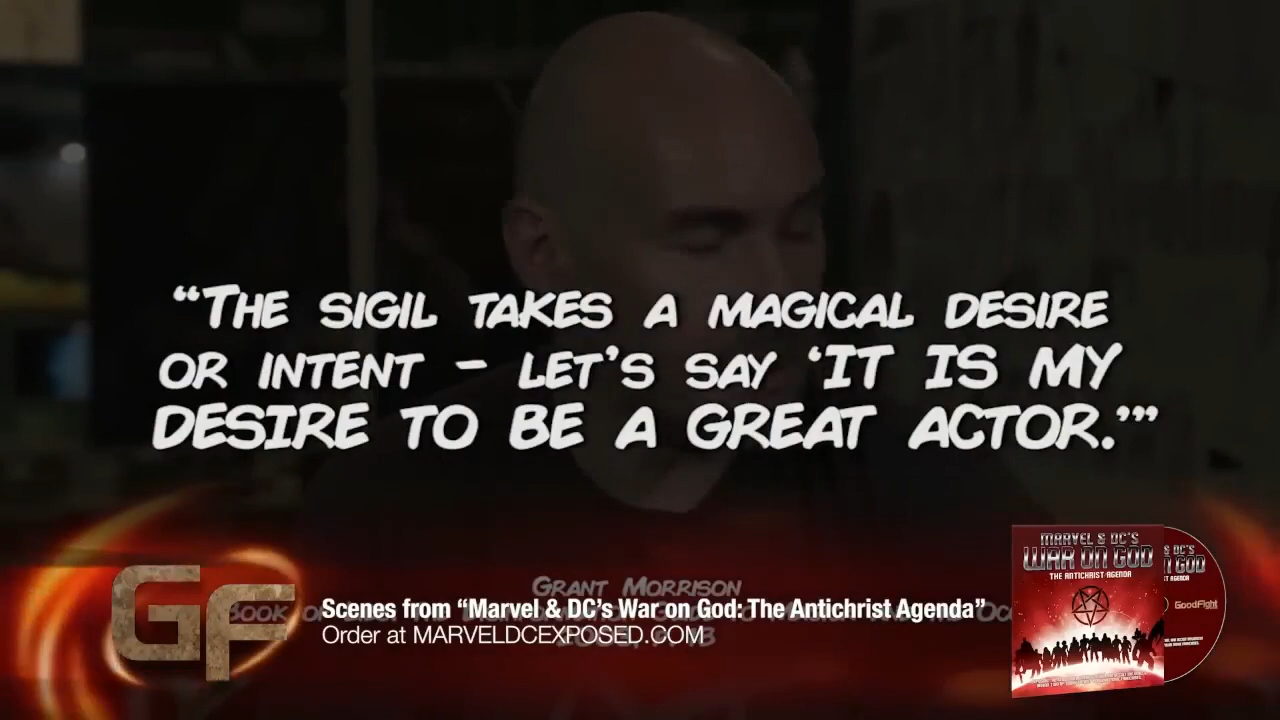 “The sigil takes a magical desire
or intent – let’s say ‘It is my
desire to be a great actor.’”
Grant Morrison
Book of
Scenes from “Marvel & DC’s War on God: The Antichrist Agenda”
Order at MARVELDCEXPOSED.COM
GF
MARVEL & DC'S
WAR ON GOD
THE ANTICHRIST AGENDA
GoodFight